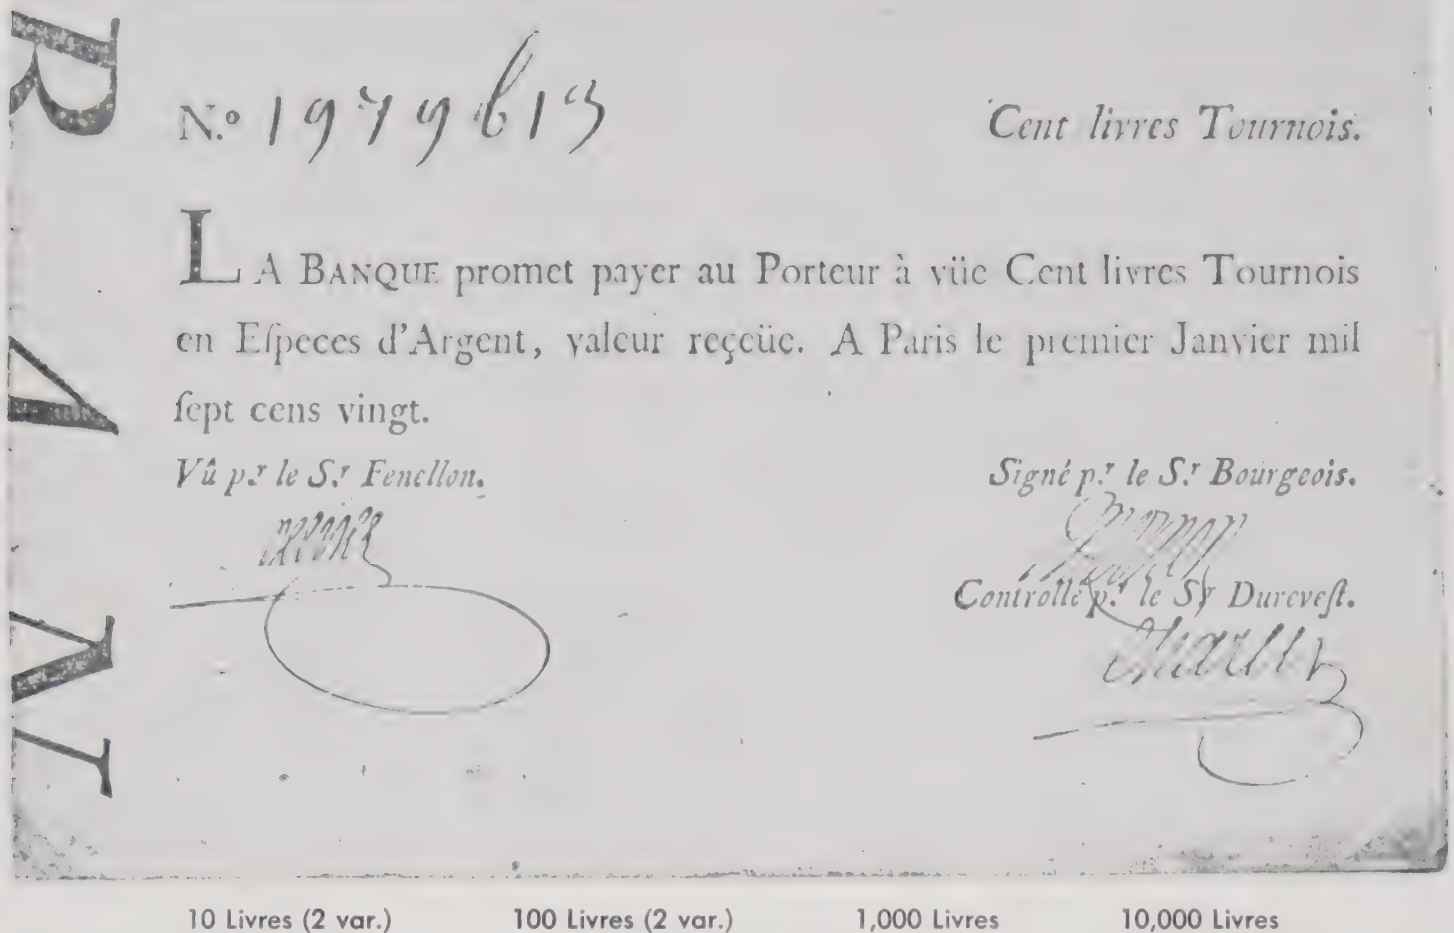 N.º 1979613 Cent livres Tournois.
LA BANQUE promet payer au Porteur à vüe Cent livres Tournois
en Eſpeces d'Argent, valeur reçeüe. A Paris le premier Janvier mil
ſept cens vingt.
Vû p.r le S.r Fenellon. Signé p.r le S.r Bourgeois.
Controllé p.r le S.r Dureveſt.
10 Livres (2 var.) 100 Livres (2 var.) 1,000 Livres 10,000 Livres